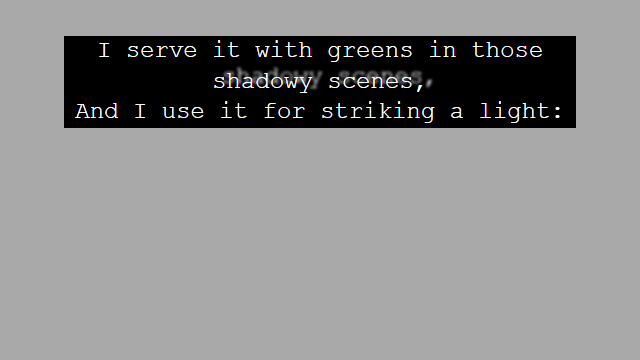 I serve it with greens in those
shadowy scenes,
And I use it for striking a light: